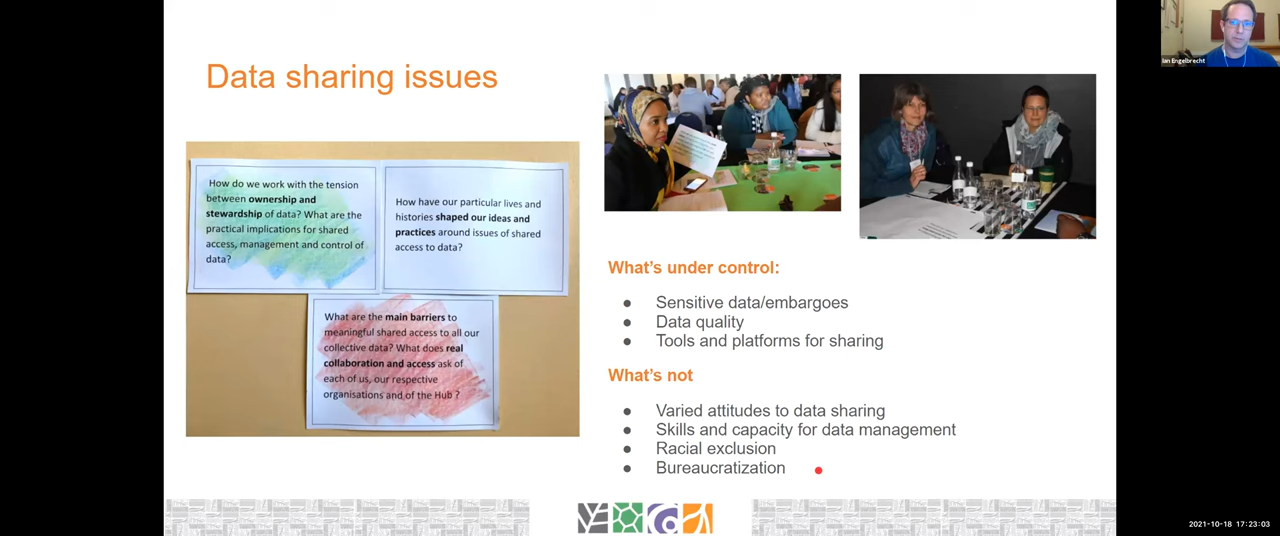 Data sharing issues
How do we work with the tension
between ownership and
stewardship of data? What are the
practical implications for shared
access, management and control of
data?
How have our particular lives and
histories shaped our ideas and
practices around issues of shared
access to data?
What are the main barriers to
meaningful shared access to all our
collective data? What does real
collaboration and access ask of
each of us, our respective
organisations and of the Hub ?
What's under control:
● Sensitive data/embargoes
● Data quality
● Tools and platforms for sharing
What's not
● Varied attitudes to data sharing
● Skills and capacity for data management
● Racial exclusion
● Bureaucratization
Ian Engelbrecht
2021-10-18 17:23:03